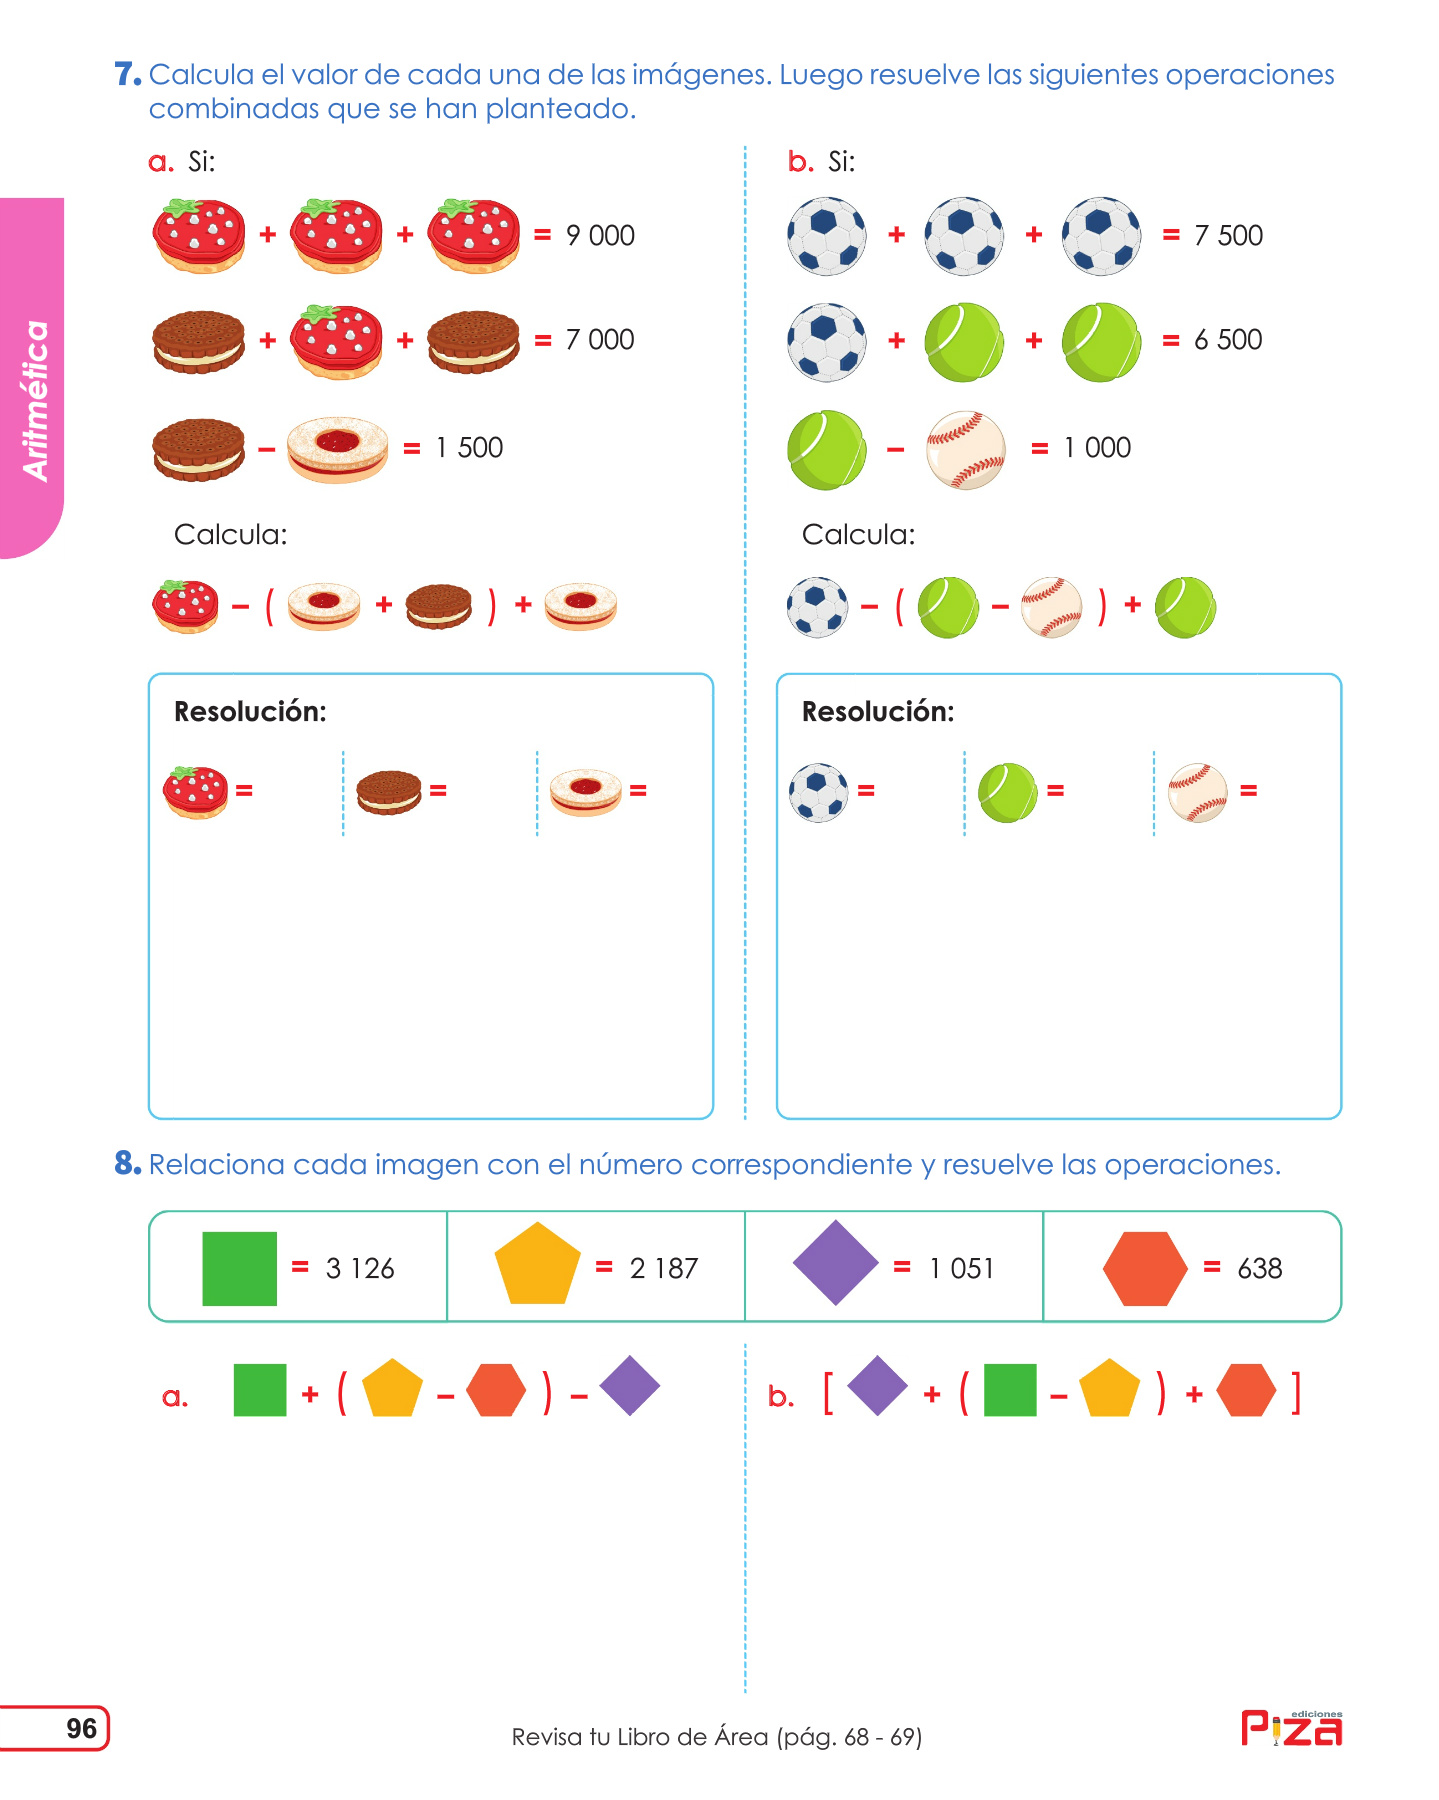 7. Calcula el valor de cada una de las imágenes. Luego resuelve las siguientes operaciones
combinadas que se han planteado.
Aritmética
a. Si:
+ + = 9 000
+ + = 7 000
– = 1 500
Calcula:
– ( + ) +
Resolución:
= = =
b. Si:
+ + = 7 500
+ + = 6 500
– = 1 000
Calcula:
– ( – ) +
Resolución:
= = =
8. Relaciona cada imagen con el número correspondiente y resuelve las operaciones.
= 3 126 = 2 187 = 1 051 = 638
a. + ( – ) –
b. [ + ( – ) + ]
96
Revisa tu Libro de Área (pág. 68 - 69)
ediciones
Piza